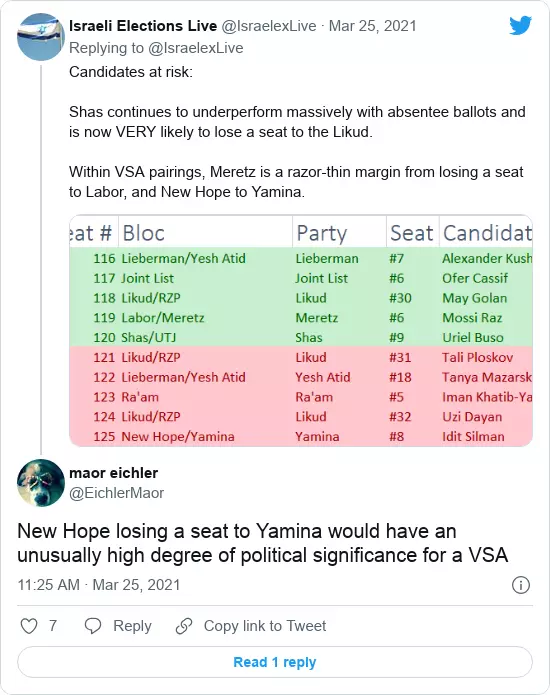 Israeli Elections Live @IsraelexLive · Mar 25, 2021
Replying to @IsraelexLive
Candidates at risk:
Shas continues to underperform massively with absentee ballots and
is now VERY likely to lose a seat to the Likud.
Within VSA pairings, Meretz is a razor-thin margin from losing a seat
to Labor, and New Hope to Yamina.
eat # Bloc Party Seat Candidat
116 Lieberman/Yesh Atid Lieberman #7 Alexander Kush
117 Joint List Joint List #6 Ofer Cassif
118 Likud/RZP Likud #30 May Golan
119 Labor/Meretz Meretz #6 Mossi Raz
120 Shas/UTJ Shas #9 Uriel Buso
121 Likud/RZP Likud #31 Tali Ploskov
122 Lieberman/Yesh Atid Yesh Atid #18 Tanya Mazarsk
123 Ra'am Ra'am #5 Iman Khatib-Ya
124 Likud/RZP Likud #32 Uzi Dayan
125 New Hope/Yamina Yamina #8 Idit Silman
maor eichler
@EichlerMaor
New Hope losing a seat to Yamina would have an
unusually high degree of political significance for a VSA
11:25 AM · Mar 25, 2021
7 Reply Copy link to Tweet
Read 1 reply